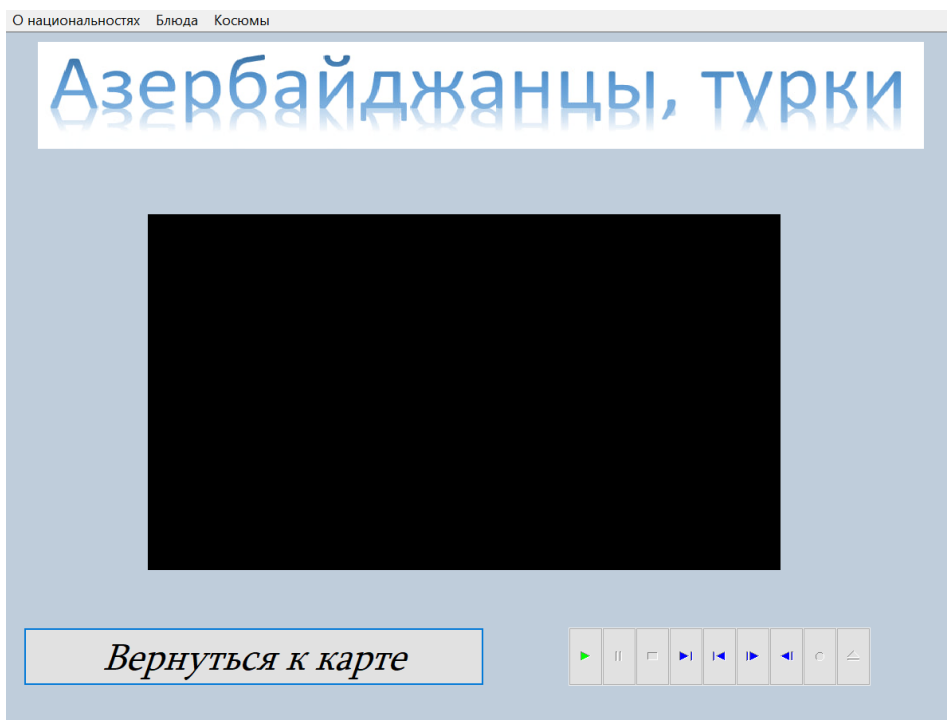 О национальностях Блюда Косюмы
Азербайджанцы, турки
Вернуться к карте